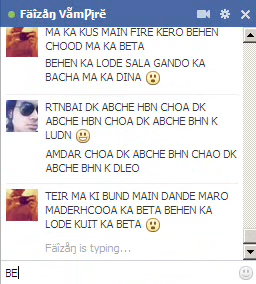 Fäïzåη VẫmƤįrë
MA KA KUS MAIN FIRE KERO BEHEN
CHOOD MA KA BETA
BEHEN KA LODE SALA GANDO KA
BACHA MA KA DINA
RTNBAI DK ABCHE HBN CHOA DK
ABCHE HBN CHOA DK ABCHE BHN K
LUDN
AMDAR CHOA DK ABCHE BHN CHAO DK
ABCHE BHN K DLEO
TEIR MA KI BUND MAIN DANDE MARO
MADERHCOOA KA BETA BEHEN KA
LODE KUIT KA BETA
Fäïzåη is typing...
BE